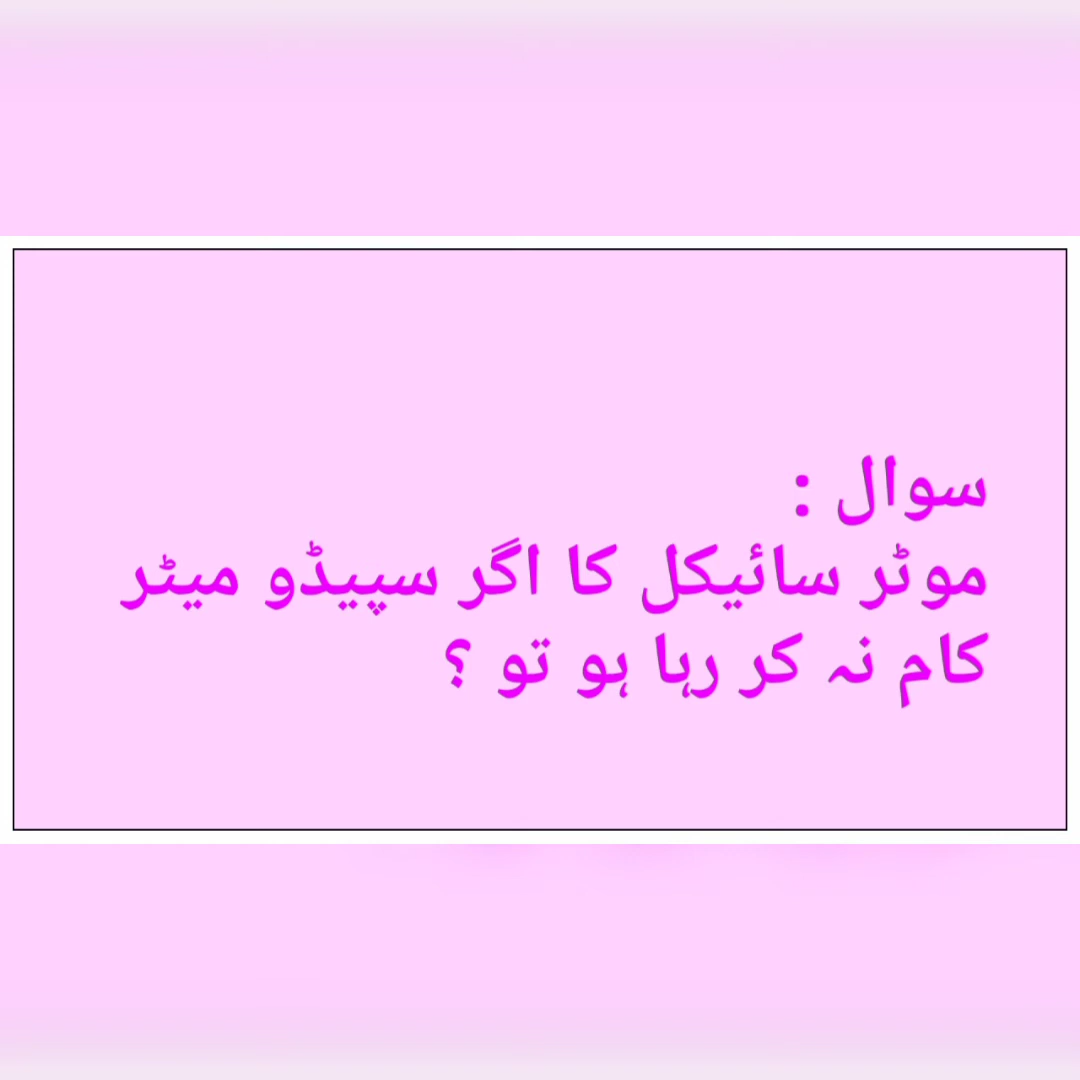 سوال :
موٹر سائیکل کا اگر سپیڈو میٹر
کام نہ کر رہا ہو تو ؟